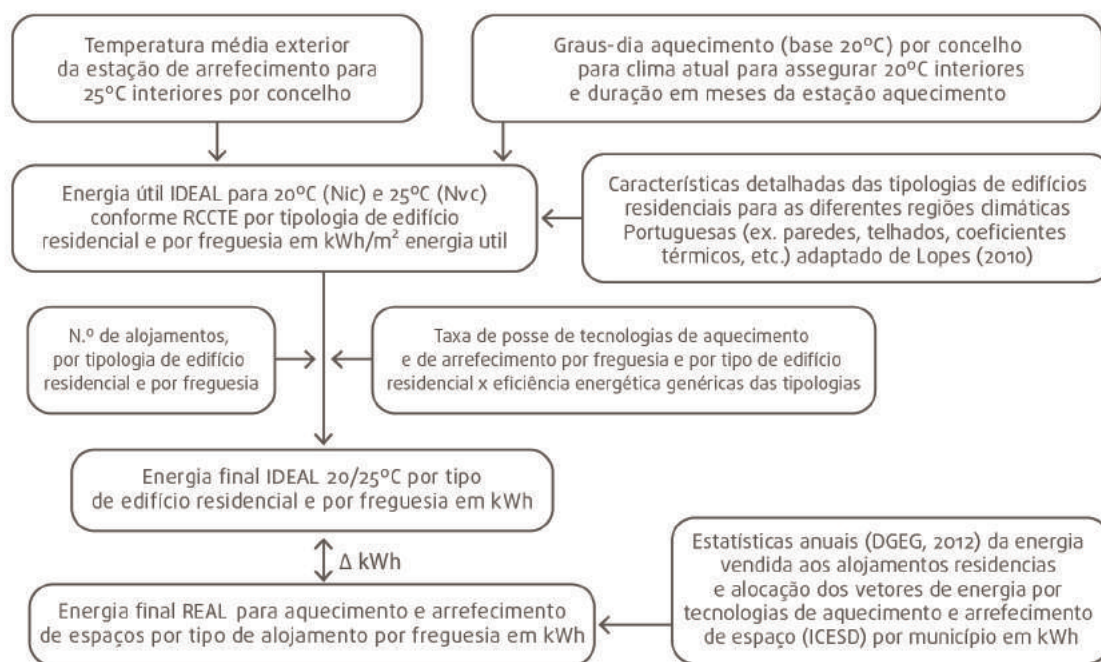 Temperatura média exterior
da estação de arrefecimento para
25ºC interiores por concelho
Graus-dia aquecimento (base 20ºC) por concelho
para clima atual para assegurar 20ºC interiores
e duração em meses da estação aquecimento
Energia útil IDEAL para 20ºC (Nic) e 25ºC (Nvc)
conforme RCCTE por tipologia de edifício
residencial e por freguesia em kWh/m² energia util
Características detalhadas das tipologias de edifícios
residenciais para as diferentes regiões climáticas
Portuguesas (ex. paredes, telhados, coeficientes
térmicos, etc.) adaptado de Lopes (2010)
N.º de alojamentos,
por tipologia de edifício
residencial e por freguesia
Taxa de posse de tecnologias de aquecimento
e de arrefecimento por freguesia e por tipo de edifício
residencial x eficiência energética genéricas das tipologias
Energia final IDEAL 20/25ºC por tipo
de edifício residencial e por freguesia em kWh
Δ kWh
Energia final REAL para aquecimento e arrefecimento
de espaços por tipo de alojamento por freguesia em kWh
Estatísticas anuais (DGEG, 2012) da energia
vendida aos alojamentos residencias
e alocação dos vetores de energia por
tecnologias de aquecimento e arrefecimento
de espaço (ICESD) por município em kWh